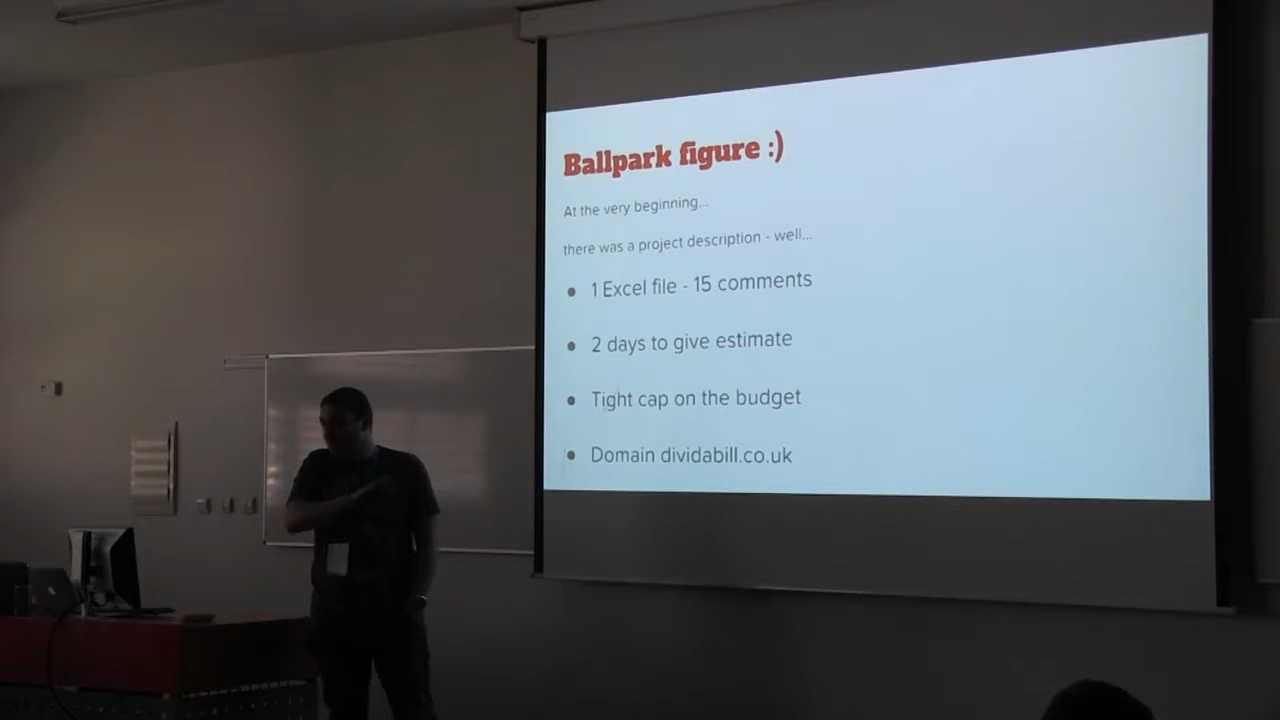 Ballpark figure :)
At the very beginning...
there was a project description - well...
1 Excel file - 15 comments
2 days to give estimate
Tight cap on the budget
Domain dividabill.co.uk